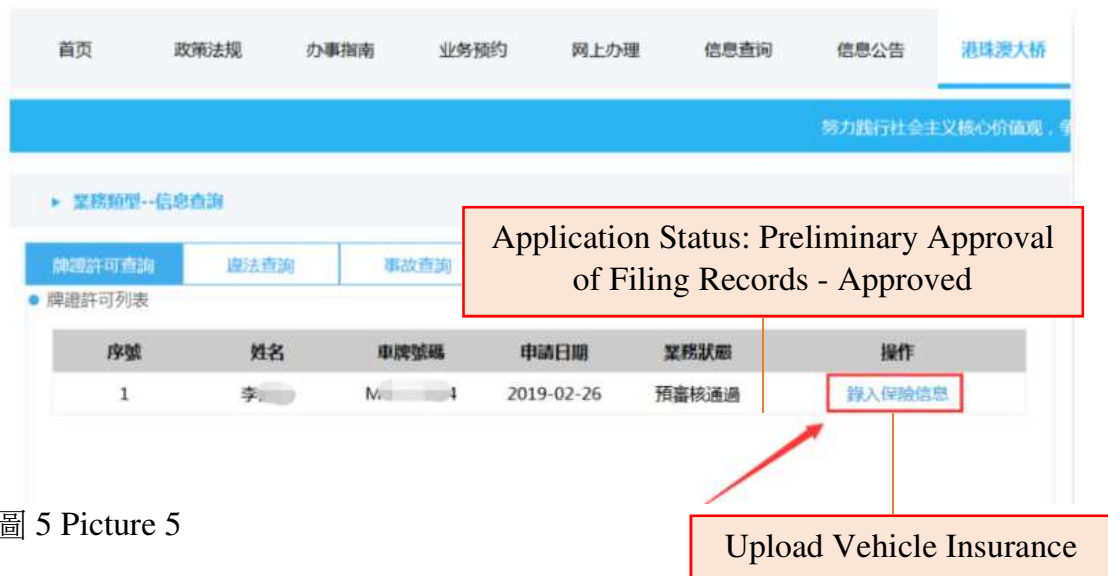 首页 政策法规 办事指南 业务预约 网上办理 信息查询 信息公告 港珠澳大桥
努力践行社会主义核心价值观，
業務類型--信息查詢
Application Status: Preliminary Approval
of Filing Records - Approved
牌證許可查詢 違法查詢 事故查詢
牌證許可列表
序號 姓名 車牌號碼 申請日期 業務狀態 操作
1 李 M 4 2019-02-26 預審核通過 錄入保險信息
圖 5 Picture 5
Upload Vehicle Insurance